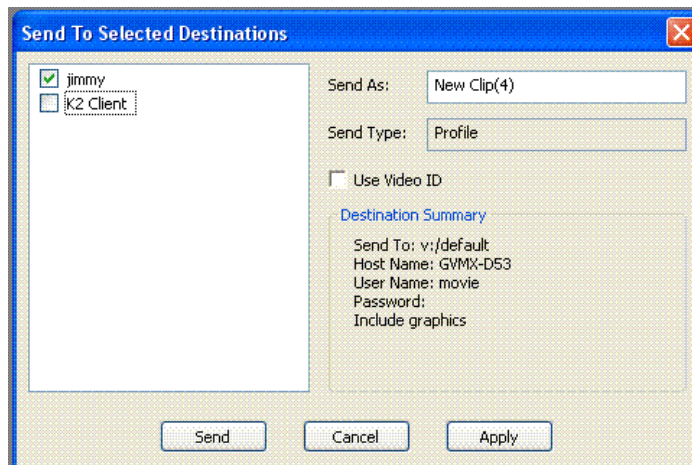 Send To Selected Destinations
jimmy
K2 Client
Send As:
New Clip(4)
Send Type:
Profile
Use Video ID
Destination Summary
Send To: v:/default
Host Name: GVMX-D53
User Name: movie
Password:
Include graphics
Send
Cancel
Apply